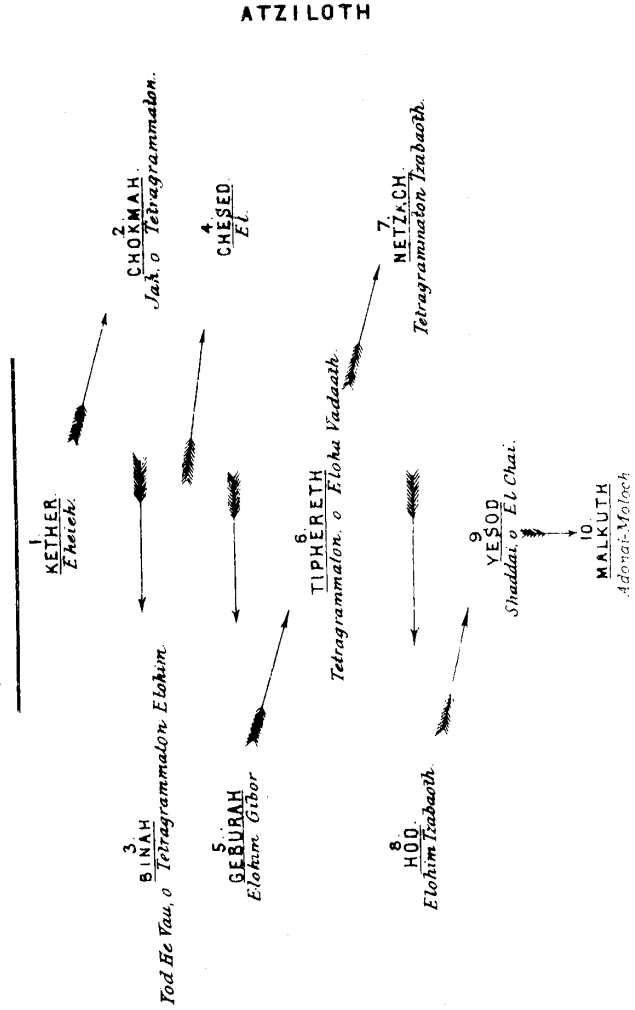 ATZILOTH
1.
KETHER
Eheieh.
2.
CHOKMAH.
Jah. o Tetragrammaton.
3.
BINAH
Yod He Vau, o Tetragrammaton Elohim
4.
CHESED
El.
5.
GEBURAH
Elohim Gibor
6.
TIPHERETH
Tetragrammaton. o Eloha Vadaath.
7.
NETZACH.
Tetragrammaton Tzabaoth.
8.
HOD.
Elohim Tzabaoth.
9
YESOD
Shaddai, o El Chai.
10.
MALKUTH
Adonai-Moloch